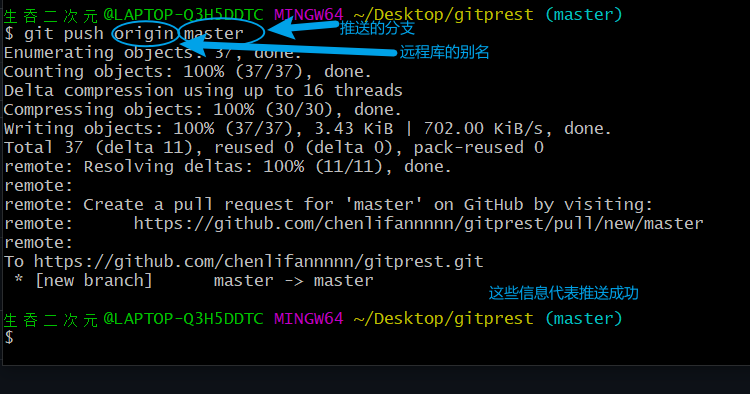 生吞二次元@LAPTOP-Q3H5DDTC MINGW64 ~/Desktop/gitprest (master)
$ git push origin master
推送的分支
Enumerating objects: 37, done.
远程库的别名
Counting objects: 100% (37/37), done.
Delta compression using up to 16 threads
Compressing objects: 100% (30/30), done.
Writing objects: 100% (37/37), 3.43 KiB | 702.00 KiB/s, done.
Total 37 (delta 11), reused 0 (delta 0), pack-reused 0
remote: Resolving deltas: 100% (11/11), done.
remote:
remote: Create a pull request for 'master' on GitHub by visiting:
remote:      https://github.com/chenlifannnnn/gitprest/pull/new/master
remote:
To https://github.com/chenlifannnnn/gitprest.git
 * [new branch]      master -> master
这些信息代表推送成功
生吞二次元@LAPTOP-Q3H5DDTC MINGW64 ~/Desktop/gitprest (master)
$